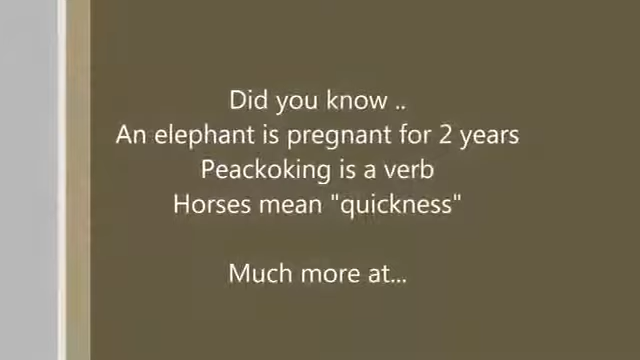 Did you know ..
An elephant is pregnant for 2 years
Peackoking is a verb
Horses mean "quickness"
Much more at...